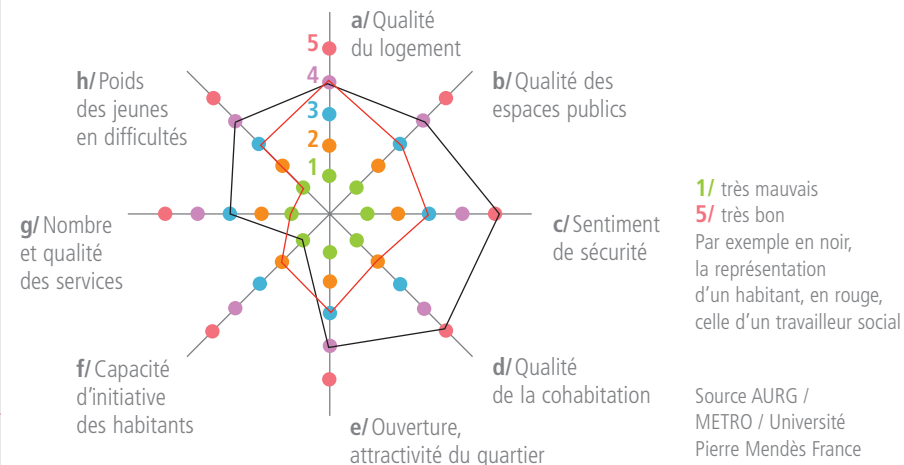 a/ Qualité
du logement
5
4
3
2
1
b/ Qualité des
espaces publics
c/ Sentiment
de sécurité
d/ Qualité
de la cohabitation
e/ Ouverture,
attractivité du quartier
f/ Capacité
d'initiative
des habitants
g/ Nombre
et qualité
des services
h/ Poids
des jeunes
en difficultés
1/ très mauvais
5/ très bon
Par exemple en noir,
la représentation
d'un habitant, en rouge,
celle d'un travailleur social
Source AURG /
METRO / Université
Pierre Mendès France